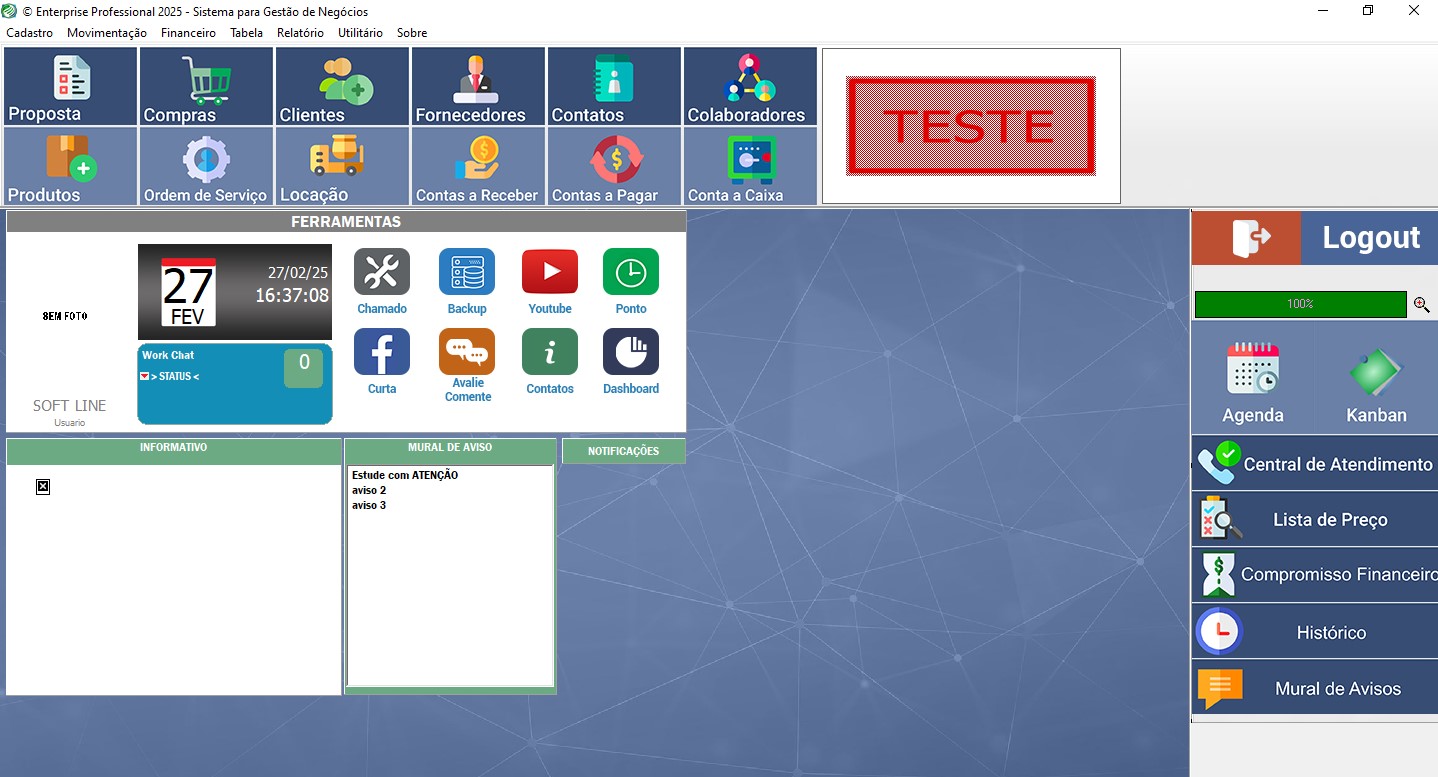 © Enterprise Professional 2025 - Sistema para Gestão de Negócios
Cadastro Movimentação Financeiro Tabela Relatório Utilitário Sobre
Proposta Compras Clientes Fornecedores Contatos Colaboradores
TESTE
Produtos Ordem de Serviço Locação Contas a Receber Contas a Pagar Conta a Caixa
FERRAMENTAS
SEM FOTO
SOFT LINE
Usuario
27
FEV
27/02/25
16:37:08
Work Chat
0
> STATUS <
Chamado Backup Youtube Ponto
Curta Avalie Comente Contatos Dashboard
INFORMATIVO
MURAL DE AVISO
Estude com ATENÇÃO
aviso 2
aviso 3
NOTIFICAÇÕES
Logout
100%
Agenda Kanban
Central de Atendimento
Lista de Preço
Compromisso Financeiro
Histórico
Mural de Avisos